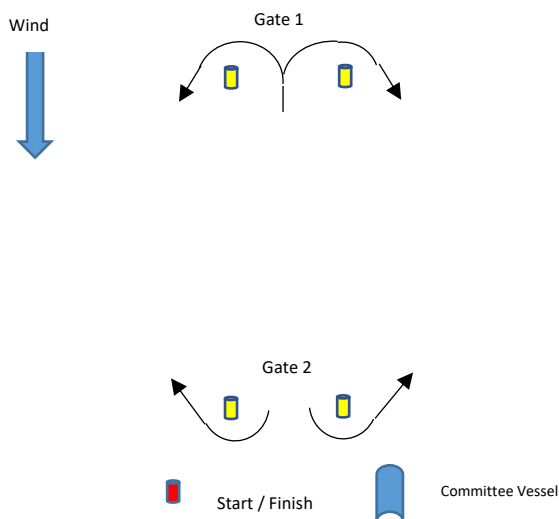 Gate 1
Wind
Gate 2
Start / Finish
Committee Vessel